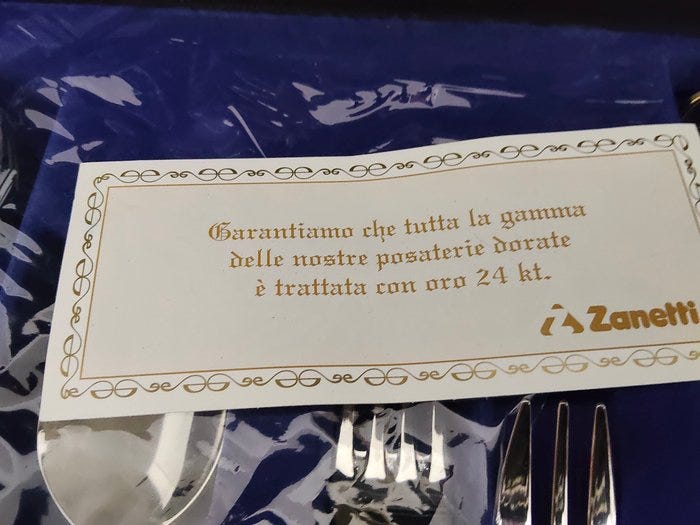 Garantiamo che tutta la gamma
delle nostre posaterie dorate
è trattata con oro 24 kt.
Zanetti